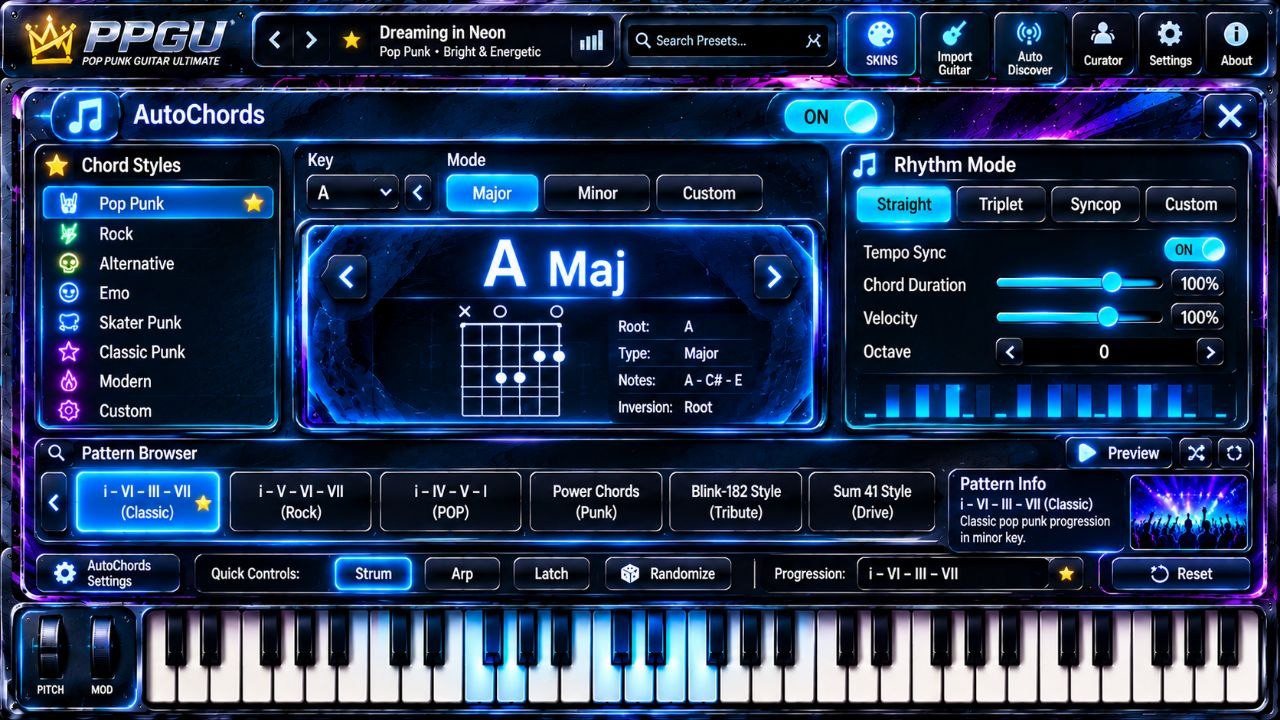 PPGU
POP PUNK GUITAR ULTIMATE
Dreaming in Neon
Pop Punk • Bright & Energetic
Search Presets...
SKINS
Import
Guitar
Auto
Discover
Curator
Settings
About
AutoChords
ON
Chord Styles
Pop Punk
Rock
Alternative
Emo
Skater Punk
Classic Punk
Modern
Custom
Key
A
Mode
Major
Minor
Custom
A Maj
Root: A
Type: Major
Notes: A - C# - E
Inversion: Root
Rhythm Mode
Straight
Triplet
Syncop
Custom
Tempo Sync
ON
Chord Duration
100%
Velocity
100%
Octave
0
Pattern Browser
Preview
i – VI – III – VII
(Classic)
i – V – VI – VII
(Rock)
i – IV – V – I
(POP)
Power Chords
(Punk)
Blink-182 Style
(Tribute)
Sum 41 Style
(Drive)
Pattern Info
i – VI – III – VII (Classic)
Classic pop punk progression
in minor key.
AutoChords
Settings
Quick Controls:
Strum
Arp
Latch
Randomize
Progression:
i – VI – III – VII
Reset
PITCH
MOD